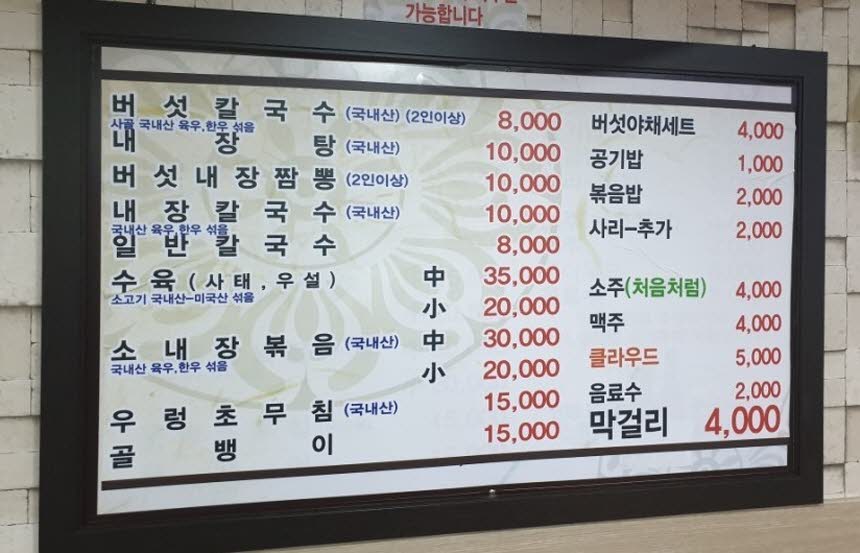 가능합니다
버섯칼국수 (국내산) (2인이상) 8,000
사골 국내산 육우,한우 섞음
내장탕 (국내산) 10,000
버섯내장짬뽕 (2인이상) 10,000
내장칼국수 (국내산) 10,000
국내산 육우,한우 섞음
일반칼국수 8,000
수육 (사태,우설) 中 35,000
소고기 국내산-미국산 섞음
小 20,000
소내장볶음 (국내산) 中 30,000
국내산 육우,한우 섞음
小 20,000
우렁초무침 (국내산) 15,000
골뱅이 15,000
버섯야채세트 4,000
공기밥 1,000
볶음밥 2,000
사리-추가 2,000
소주(처음처럼) 4,000
맥주 4,000
클라우드 5,000
음료수 2,000
막걸리 4,000